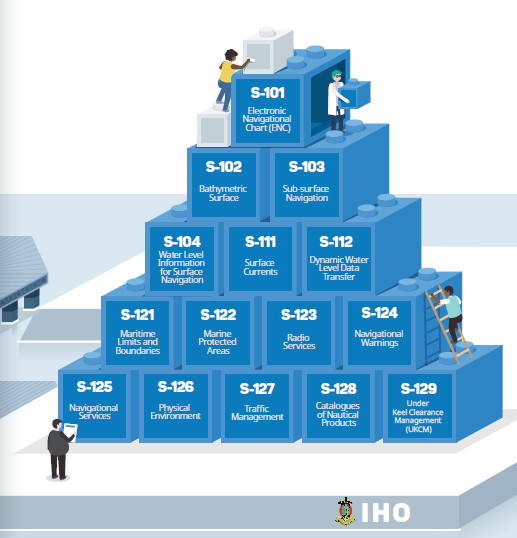 S-101
Electronic
Navigational
Chart (ENC)
S-102
Bathymetric
Surface
S-103
Sub-surface
Navigation
S-104
Water Level
Information
for Surface
Navigation
S-111
Surface
Currents
S-112
Dynamic Water
Level Data
Transfer
S-121
Maritime
Limits and
Boundaries
S-122
Marine
Protected
Areas
S-123
Radio
Services
S-124
Navigational
Warnings
S-125
Navigational
Services
S-126
Physical
Environment
S-127
Traffic
Management
S-128
Catalogues
of Nautical
Products
S-129
Under
Keel Clearance
Management
(UKCM)
IHO